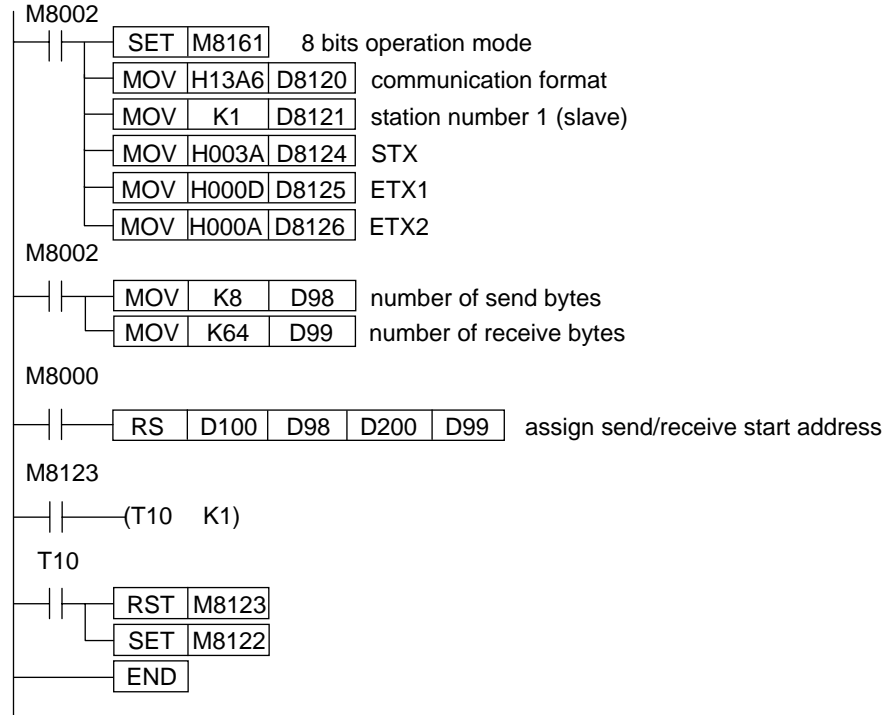 M8002
SET M8161 8 bits operation mode
MOV H13A6 D8120 communication format
MOV K1 D8121 station number 1 (slave)
MOV H003A D8124 STX
MOV H000D D8125 ETX1
MOV H000A D8126 ETX2
M8002
MOV K8 D98 number of send bytes
MOV K64 D99 number of receive bytes
M8000
RS D100 D98 D200 D99 assign send/receive start address
M8123
(T10 K1)
T10
RST M8123
SET M8122
END